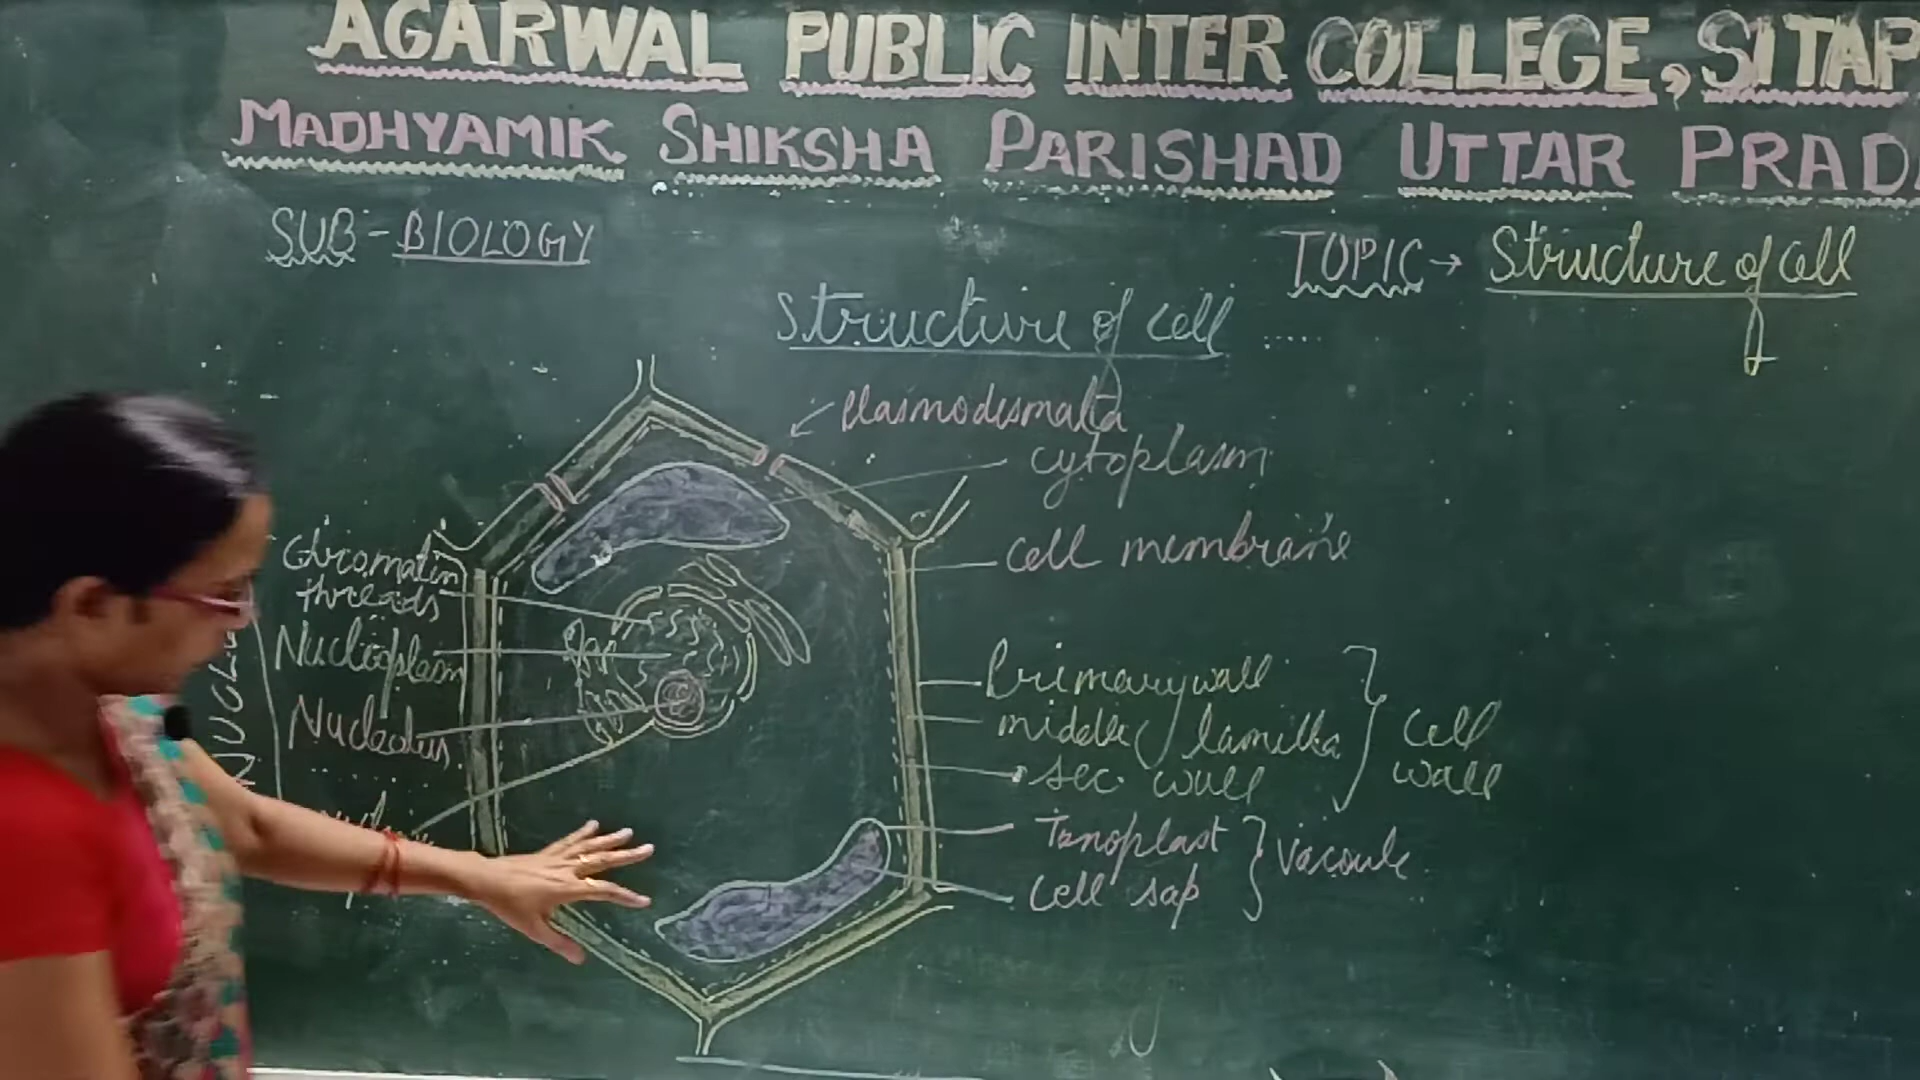 AGARWAL PUBLIC INTER COLLEGE, SITAP
MADHYAMIK SHIKSHA PARISHAD UTTAR PRAD
SUB - BIOLOGY
TOPIC → Structure of Cell
Structure of Cell
Plasmodesmata
cytoplasm
Cell membrane
Chromatin
threads
Nucleoplasm
Nucleolus
NUCLE
Primary wall
middle lamella
sec. wall
Cell
wall
Tonoplast
Cell sap
Vacoule